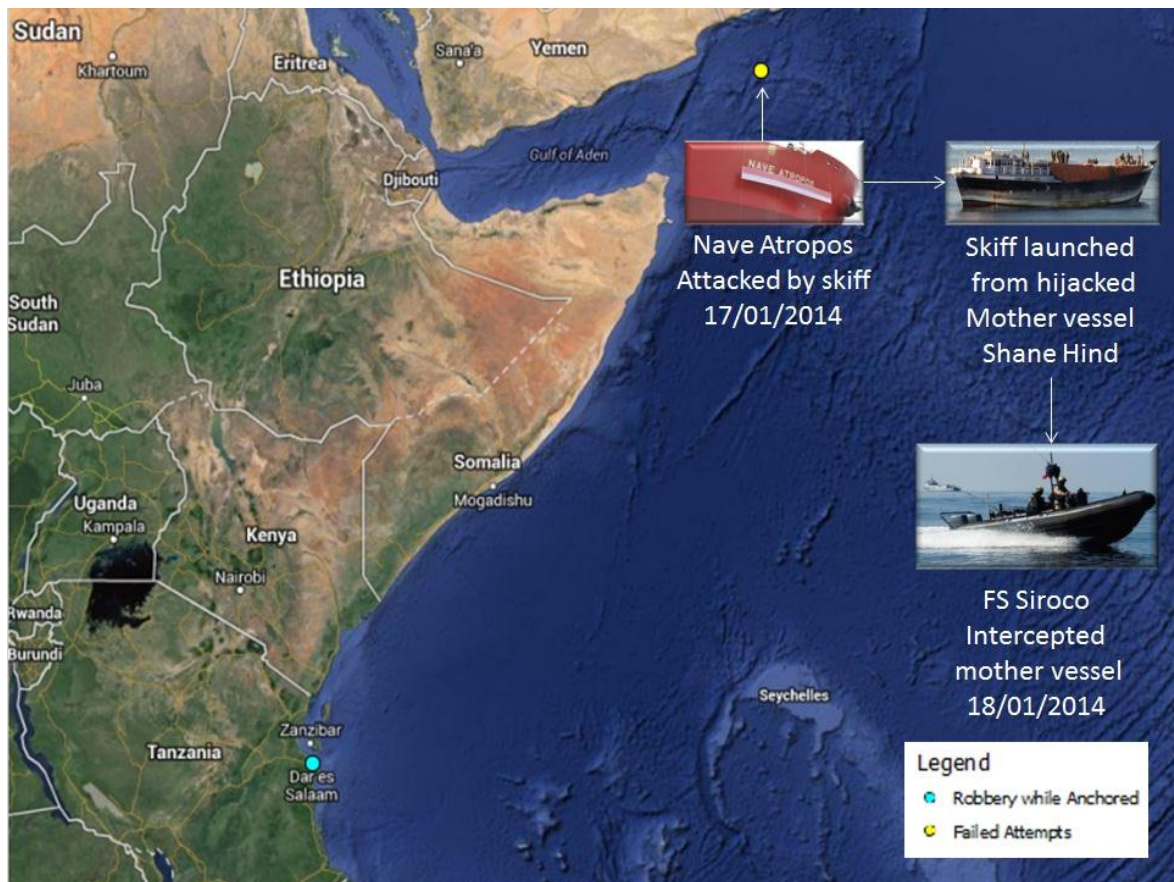 Sudan
Khartoum
Eritrea
Sana'a
Yemen
Gulf of Aden
Djibouti
NAVE ATROPOS
Nave Atropos
Attacked by skiff
17/01/2014
Skiff launched
from hijacked
Mother vessel
Shane Hind
Ethiopia
South
Sudan
Juba
Somalia
Mogadishu
Uganda
Kampala
Kenya
Nairobi
Rwanda
Burundi
FS Siroco
Intercepted
mother vessel
18/01/2014
Seychelles
Zanzibar
Tanzania
Dar es
Salaam
Legend
Robbery while Anchored
Failed Attempts